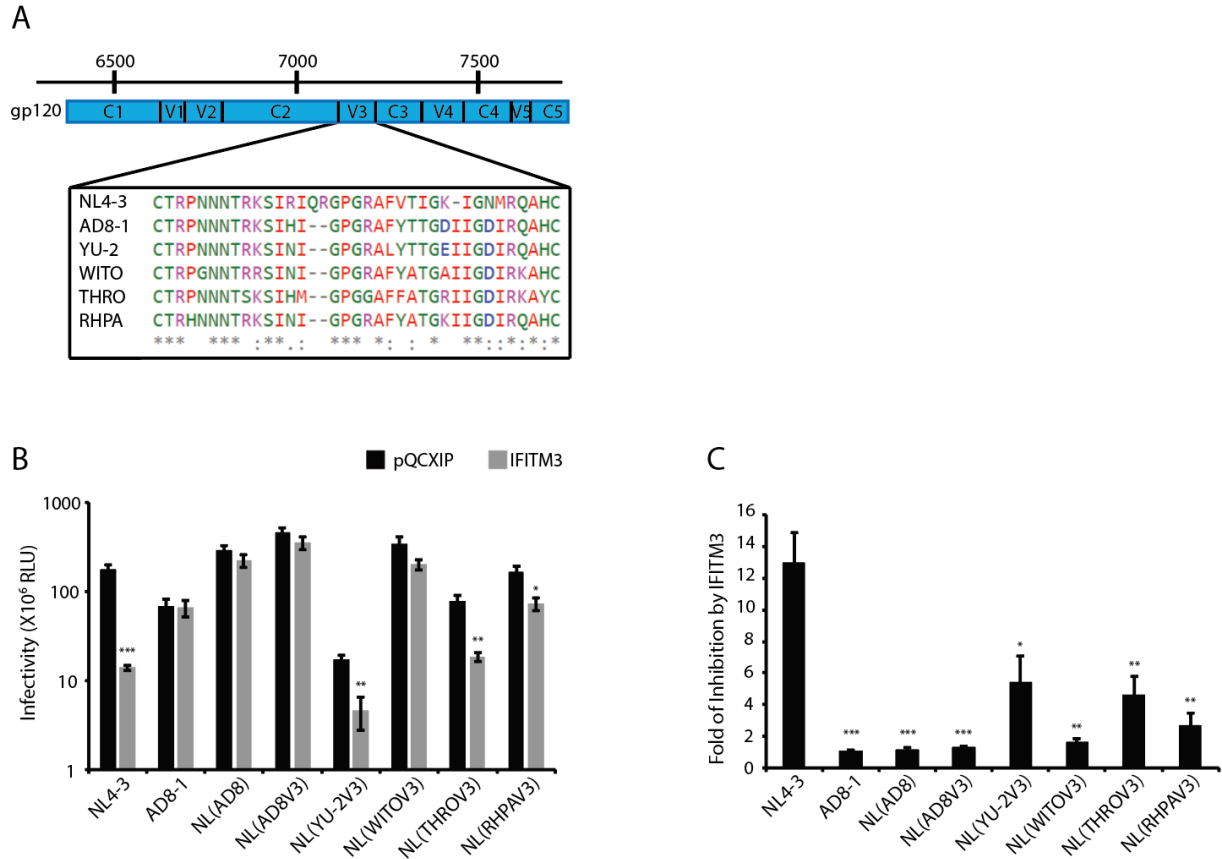 A
6500 7000 7500
gp120 C1 V1 V2 C2 V3 C3 V4 C4 V5 C5
NL4-3 CTRPNNNTRKSIRIQRGPGRAFVTIGK-IGNMRQAHC
AD8-1 CTRPNNNTRKSIHI--GPGRAFYTTGDIIGDIRQAHC
YU-2 CTRPNNNTRKSINI--GPGRALYTTGEIIGDIRQAHC
WITO CTRPGNNTRRSINI--GPGRAFYATGAIIGDIRKAHC
THRO CTRPNNNTSKSIHM-GPGGAFFATGRIIGDIRKAYC
RHPA CTRHNNNTRKSINI--GPGRAFYATGKIIGDIRQAHC
*** *** :**.: *** *: : * **::*:*:*
B
pQCXIP IFITM3
Infectivity (X10⁶ RLU)
1000
100
10
1
***
**
**
*
NL4-3
AD8-1
NL(AD8)
NL(AD8V3)
NL(YU-2V3)
NL(WITOV3)
NL(THROV3)
NL(RHPAV3)
C
Fold of Inhibition by IFITM3
16
14
12
10
8
6
4
2
0
***
***
***
*
**
**
**
NL4-3
AD8-1
NL(AD8)
NL(AD8V3)
NL(YU-2V3)
NL(WITOV3)
NL(THROV3)
NL(RHPAV3)